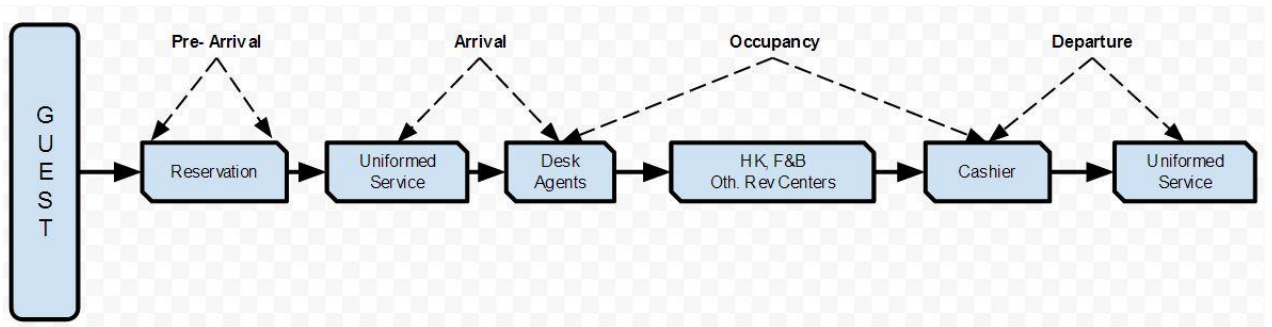 Pre- Arrival
Arrival
Occupancy
Departure
G
U
E
S
T
Reservation
Uniformed
Service
Desk
Agents
HK, F&B
Oth. Rev Centers
Cashier
Uniformed
Service